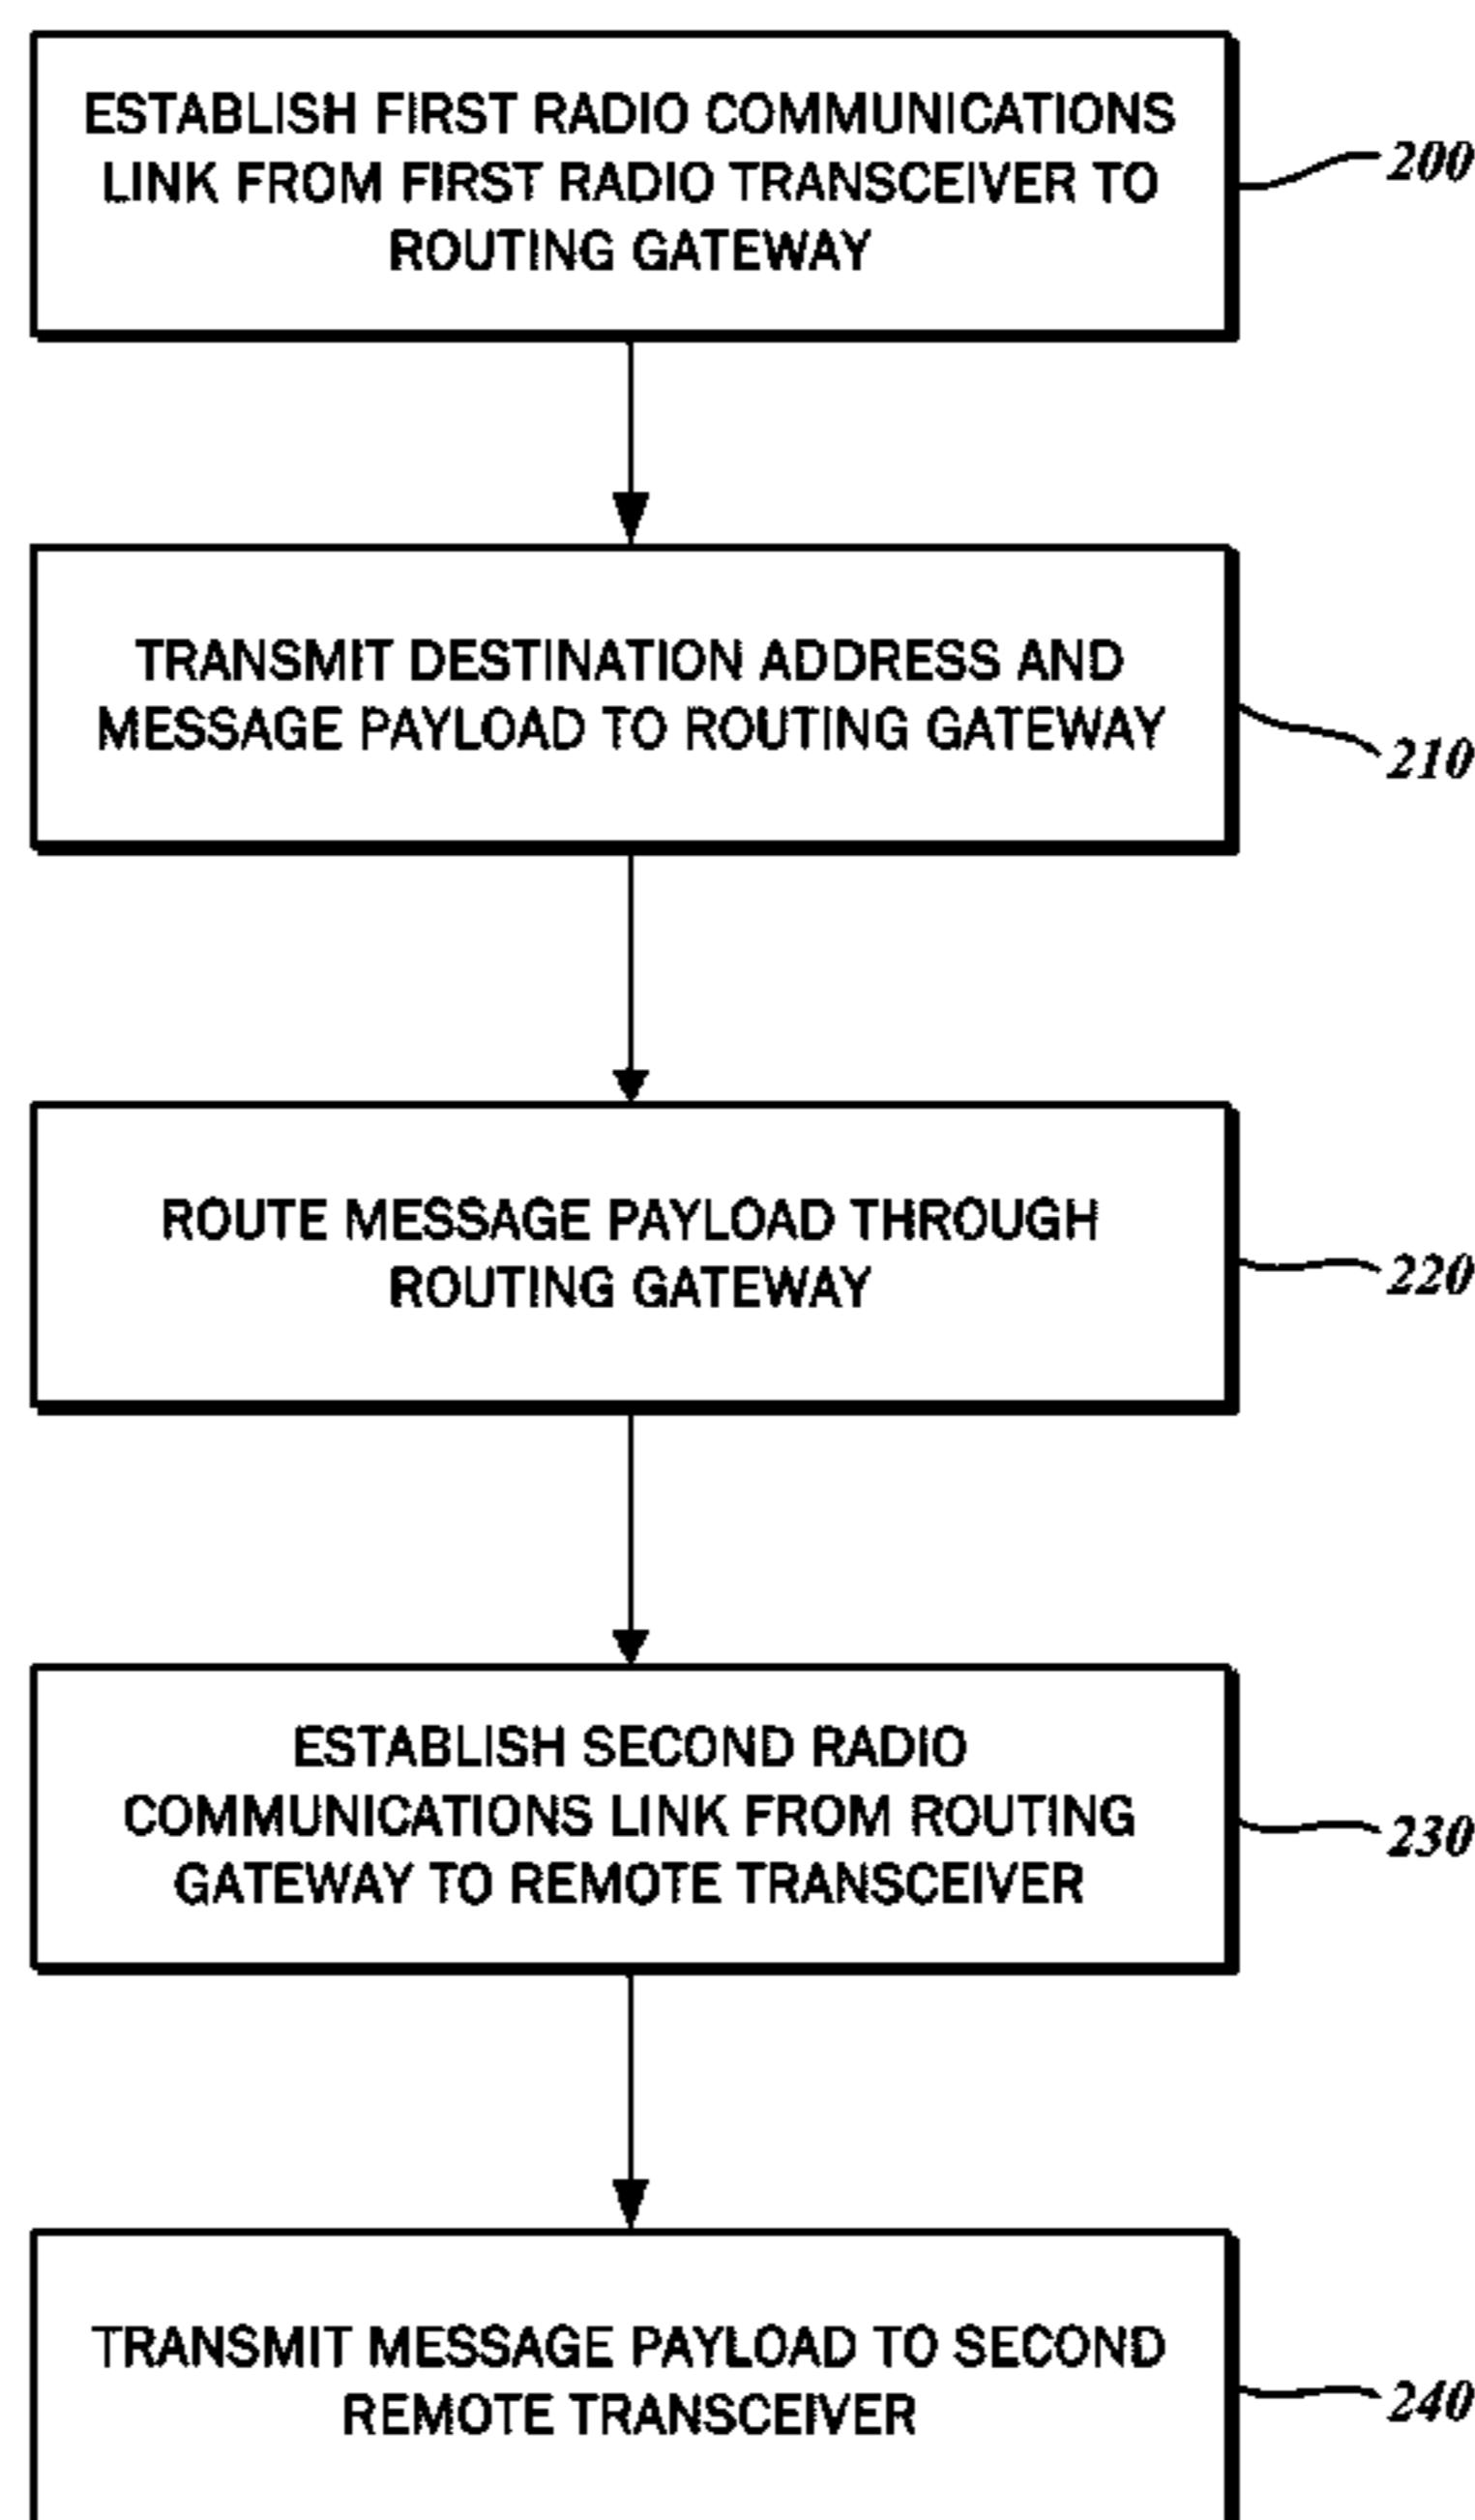 ESTABLISH FIRST RADIO COMMUNICATIONS
LINK FROM FIRST RADIO TRANSCEIVER TO
ROUTING GATEWAY
200
TRANSMIT DESTINATION ADDRESS AND
MESSAGE PAYLOAD TO ROUTING GATEWAY
210
ROUTE MESSAGE PAYLOAD THROUGH
ROUTING GATEWAY
220
ESTABLISH SECOND RADIO
COMMUNICATIONS LINK FROM ROUTING
GATEWAY TO REMOTE TRANSCEIVER
230
TRANSMIT MESSAGE PAYLOAD TO SECOND
REMOTE TRANSCEIVER
240